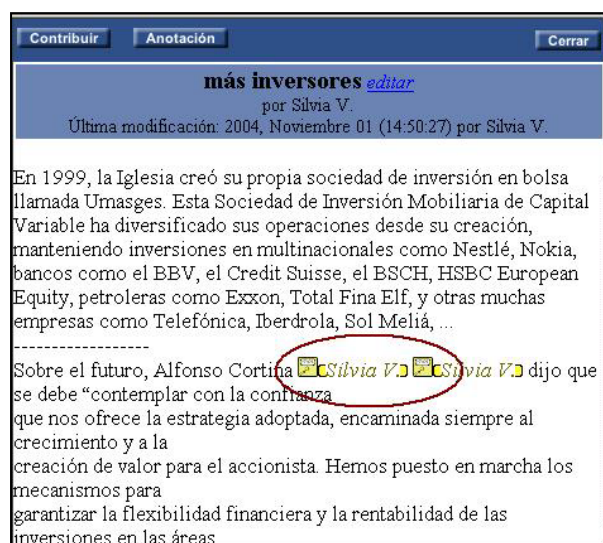 Contribuir Anotación Cerrar
más inversores editar
por Silvia V.
Última modificación: 2004, Noviembre 01 (14:50:27) por Silvia V.
En 1999, la Iglesia creó su propia sociedad de inversión en bolsa
llamada Umasges. Esta Sociedad de Inversión Mobiliaria de Capital
Variable ha diversificado sus operaciones desde su creación,
manteniendo inversiones en multinacionales como Nestlé, Nokia,
bancos como el BBV, el Credit Suisse, el BSCH, HSBC European
Equity, petroleras como Exxon, Total Fina Elf, y otras muchas
empresas como Telefónica, Iberdrola, Sol Meliá, ...
-----------------
Sobre el futuro, Alfonso Cortina Silvia V. Silvia V. dijo que
se debe “contemplar con la confianza
que nos ofrece la estrategia adoptada, encaminada siempre al
crecimiento y a la
creación de valor para el accionista. Hemos puesto en marcha los
mecanismos para
garantizar la flexibilidad financiera y la rentabilidad de las
inversiones en las áreas